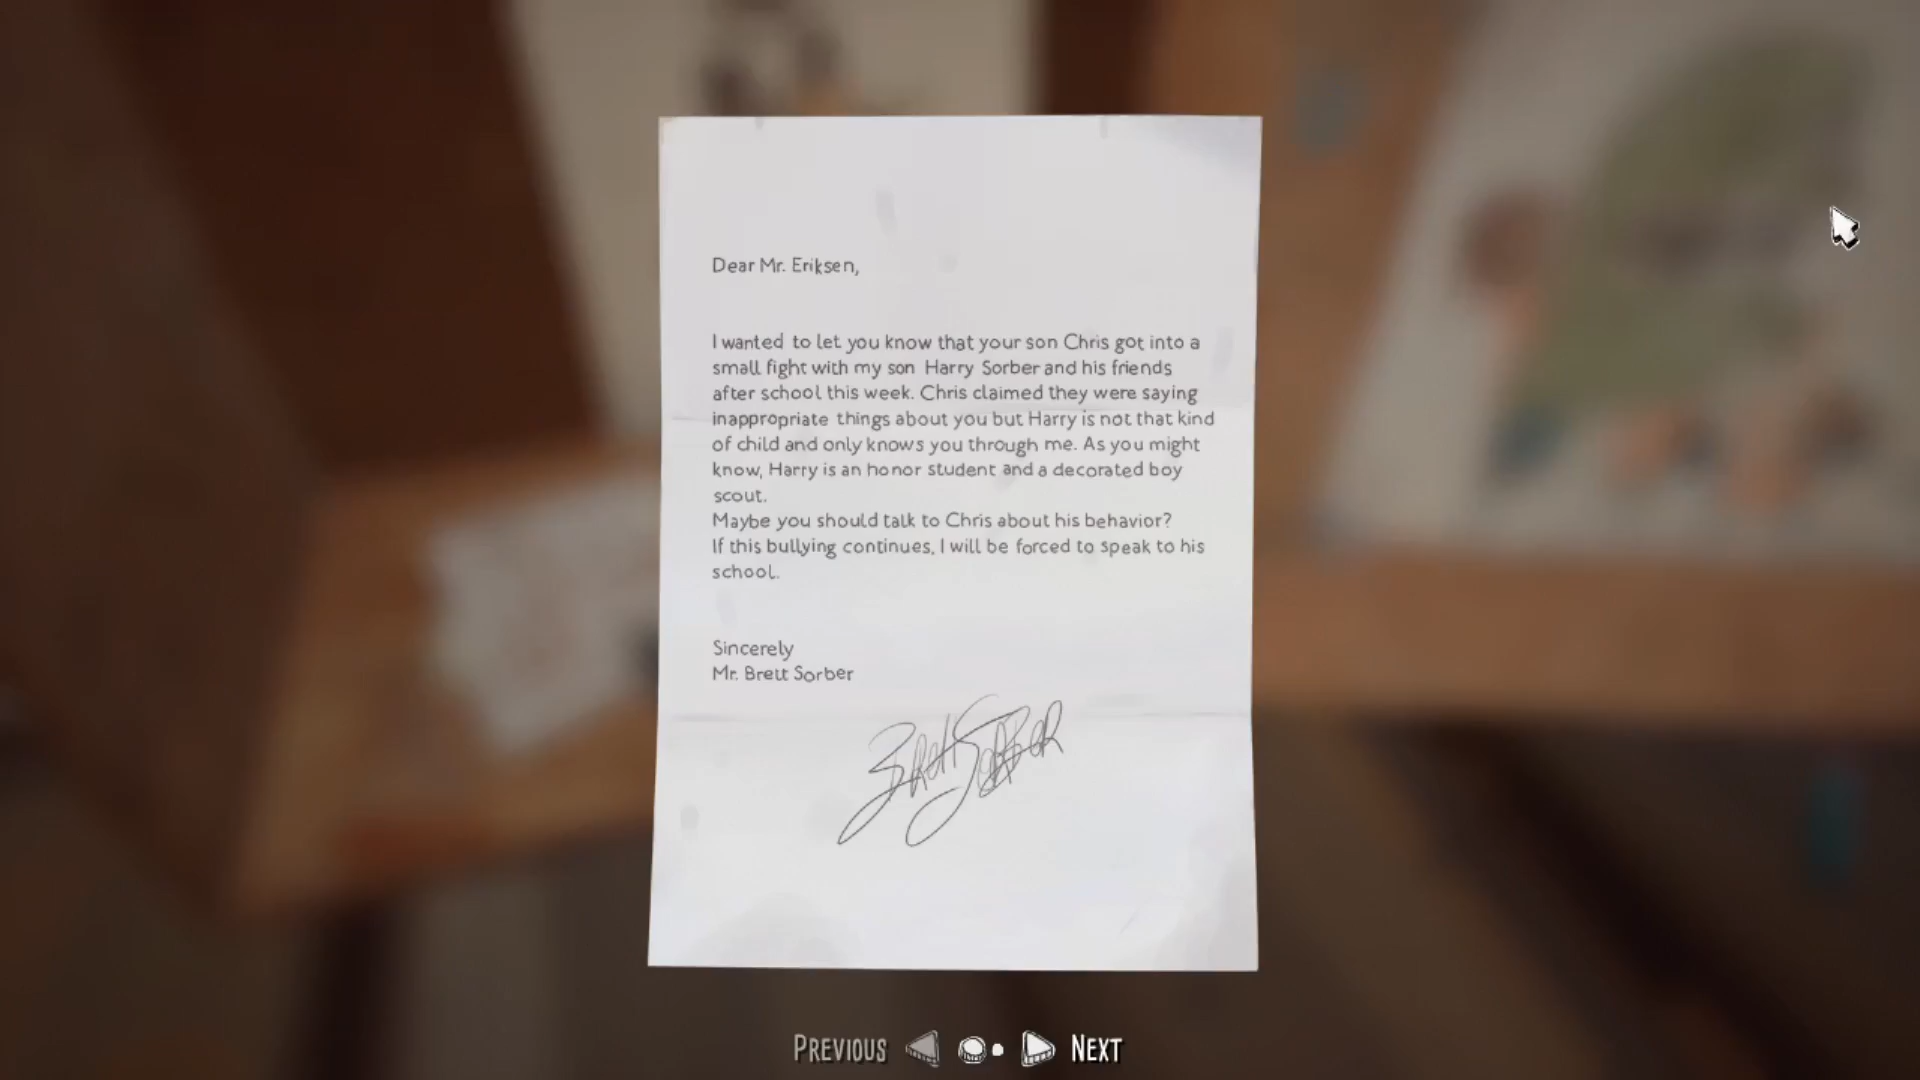 Dear Mr. Eriksen,
I wanted to let you know that your son Chris got into a
small fight with my son Harry Sorber and his friends
after school this week. Chris claimed they were saying
inappropriate things about you but Harry is not that kind
of child and only knows you through me. As you might
know, Harry is an honor student and a decorated boy
scout.
Maybe you should talk to Chris about his behavior?
If this bullying continues, I will be forced to speak to his
school.
Sincerely
Mr. Brett Sorber
Brett Sorber
Previous Next